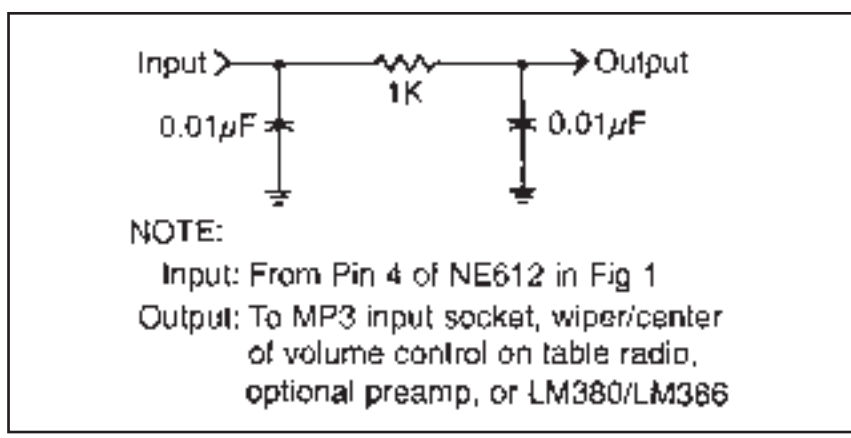 Input Output
1K
0.01µF 0.01µF
NOTE:
Input: From Pin 4 of NE612 in Fig 1
Output: To MP3 input socket, wiper/center
of volume control on table radio,
optional preamp, or LM380/LM386